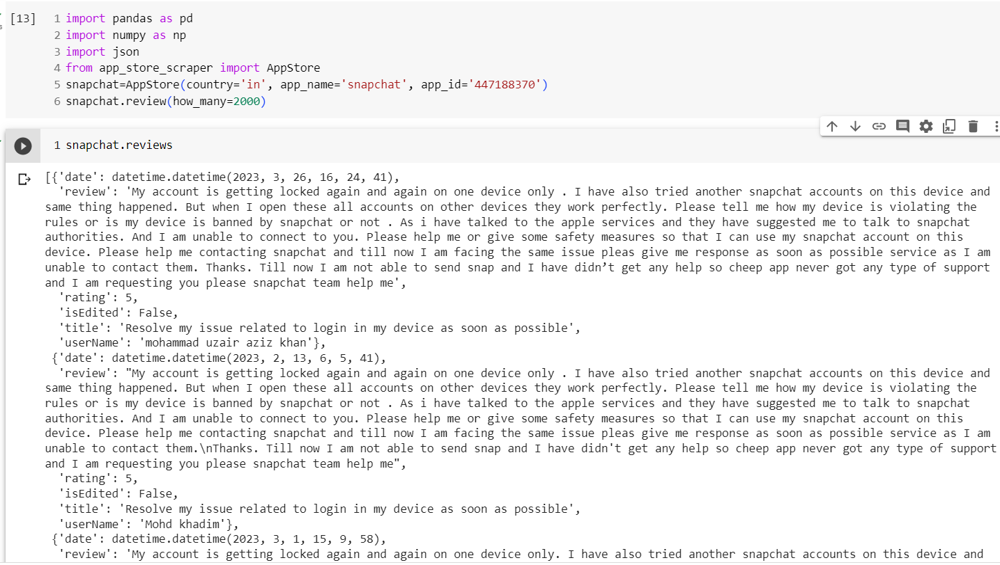 [13] 1 import pandas as pd
2 import numpy as np
3 import json
4 from app_store_scraper import AppStore
5 snapchat=AppStore(country='in', app_name='snapchat', app_id='447188370')
6 snapchat.review(how_many=2000)
1 snapchat.reviews
[{'date': datetime.datetime(2023, 3, 26, 16, 24, 41),
'review': 'My account is getting locked again and again on one device only . I have also tried another snapchat accounts on this device and
same thing happened. But when I open these all accounts on other devices they work perfectly. Please tell me how my device is violating the
rules or is my device is banned by snapchat or not . As i have talked to the apple services and they have suggested me to talk to snapchat
authorities. And I am unable to connect to you. Please help me or give some safety measures so that I can use my snapchat account on this
device. Please help me contacting snapchat and till now I am facing the same issue pleas give me response as soon as possible service as I am
unable to contact them. Thanks. Till now I am not able to send snap and I have didn’t get any help so cheep app never got any type of support
and I am requesting you please snapchat team help me',
'rating': 5,
'isEdited': False,
'title': 'Resolve my issue related to login in my device as soon as possible',
'userName': 'mohammad uzair aziz khan'},
{'date': datetime.datetime(2023, 2, 13, 6, 5, 41),
'review': "My account is getting locked again and again on one device only . I have also tried another snapchat accounts on this device and
same thing happened. But when I open these all accounts on other devices they work perfectly. Please tell me how my device is violating the
rules or is my device is banned by snapchat or not . As i have talked to the apple services and they have suggested me to talk to snapchat
authorities. And I am unable to connect to you. Please help me or give some safety measures so that I can use my snapchat account on this
device. Please help me contacting snapchat and till now I am facing the same issue pleas give me response as soon as possible service as I am
unable to contact them.\nThanks. Till now I am not able to send snap and I have didn't get any help so cheep app never got any type of support
and I am requesting you please snapchat team help me",
'rating': 5,
'isEdited': False,
'title': 'Resolve my issue related to login in my device as soon as possible',
'userName': 'Mohd khadim'},
{'date': datetime.datetime(2023, 3, 1, 15, 9, 58),
'review': 'My account is getting locked again and again on one device only. I have also tried another snapchat accounts on this device and